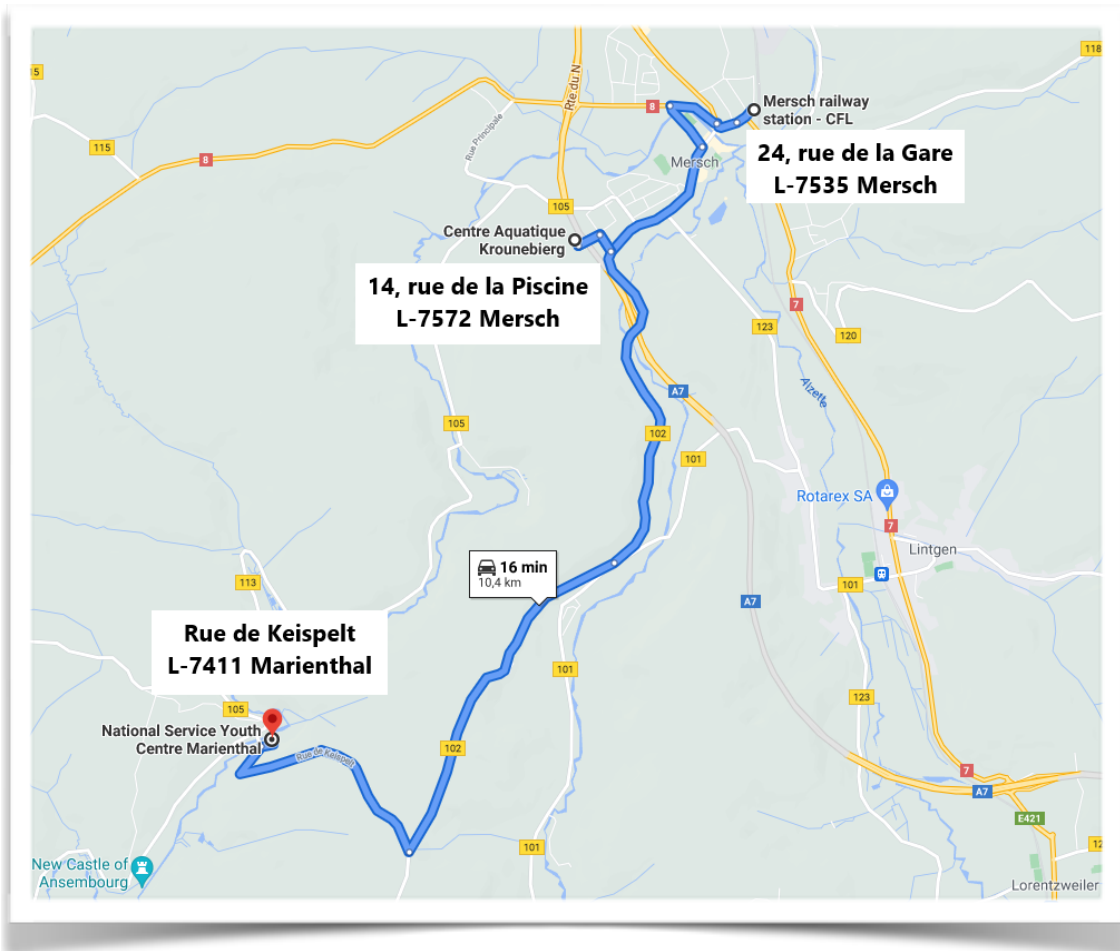 118
15
Rte du N
8
Mersch railway
station - CFL
115
Rue Principale
8
Mersch
24, rue de la Gare
L-7535 Mersch
105
Centre Aquatique
Krounebierg
14, rue de la Piscine
L-7572 Mersch
7
123
120
A7
Alzette
105
102
101
Rotarex SA
7
Lintgen
16 min
10,4 km
113
101
A7
Rue de Keispelt
L-7411 Marienthal
101
105
123
National Service Youth
Centre Marienthal
102
Rue de Keispelt
7
A7
E421
101
12
New Castle of
Ansembourg
Lorentzweiler